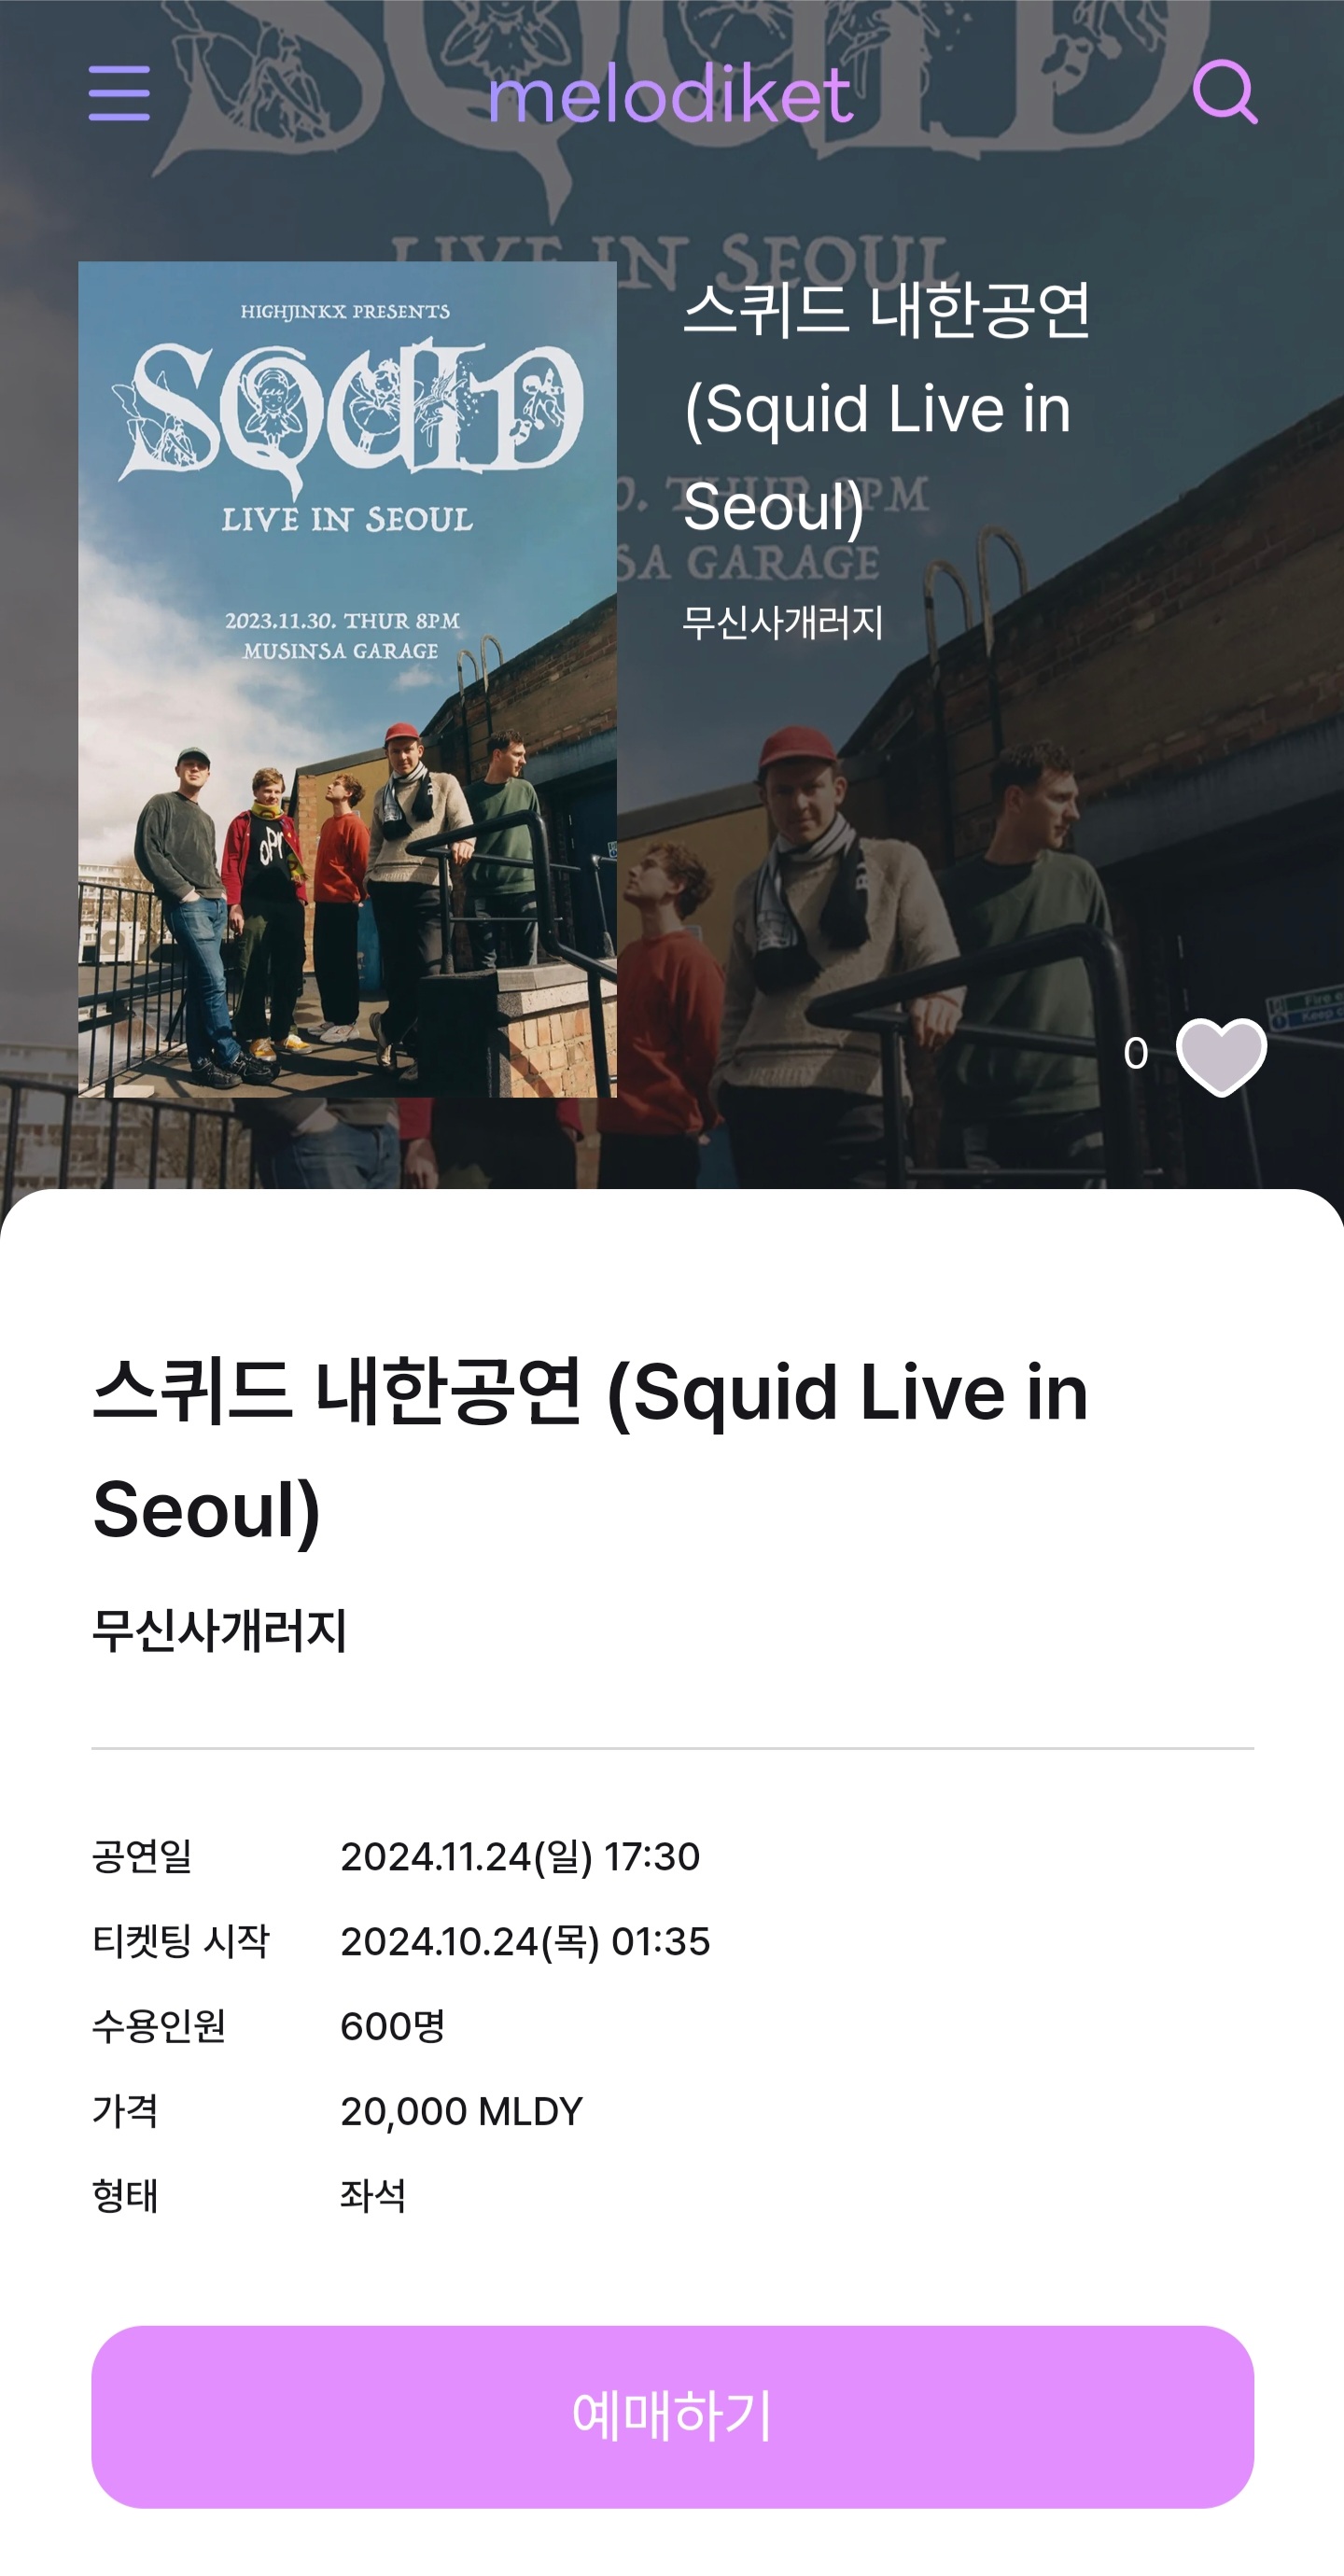 melodiket
LIVE IN SEOUL
HIGHJINKX PRESENTS
SQUID
LIVE IN SEOUL
2023.11.30. THUR 8PM
MUSINSA GARAGE
스퀴드 내한공연
(Squid Live in
Seoul)
무신사개러지
0
스퀴드 내한공연 (Squid Live in
Seoul)
무신사개러지
공연일 2024.11.24(일) 17:30
티켓팅 시작 2024.10.24(목) 01:35
수용인원 600명
가격 20,000 MLDY
형태 좌석
예매하기